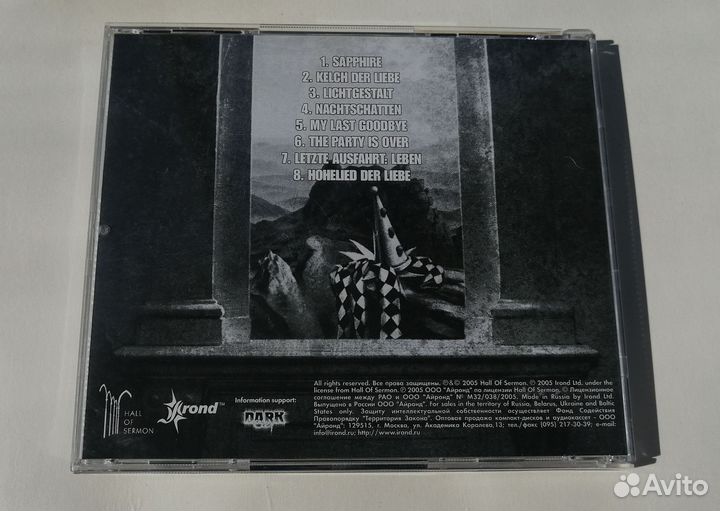 1. SAPPHIRE
2. KELCH DER LIEBE
3. LICHTGESTALT
4. NACHTSCHATTEN
5. MY LAST GOODBYE
6. THE PARTY IS OVER
7. LETZTE AUSFAHRT: LEBEN
8. HOHELIED DER LIEBE
HALL
OF
SERMON
Irond™
Information support:
DARK
All rights reserved. Все права защищены. ℗&© 2005 Hall Of Sermon. ℗ 2005 Irond Ltd. under the
license from Hall Of Sermon. ℗ 2005 ООО "Айронд" по лицензии Hall Of Sermon. © Лицензионное
соглашение между РАО и ООО "Айронд" № М32/038/2005. Made in Russia by Irond Ltd.
Выпущено в России ООО "Айронд". For sales in the territory of Russia, Belarus, Ukraine and Baltic
States only. Защиту интеллектуальной собственности осуществляет Фонд Содействия
Правопорядку "Территория Закона". Оптовая продажа компакт-дисков и аудиокассет - ООО
"Айронд": 129515, г. Москва, ул. Академика Королева,13; тел./факс (095) 217-30-39; e-mail:
info@irond.ru; http://www.irond.ru
Avito